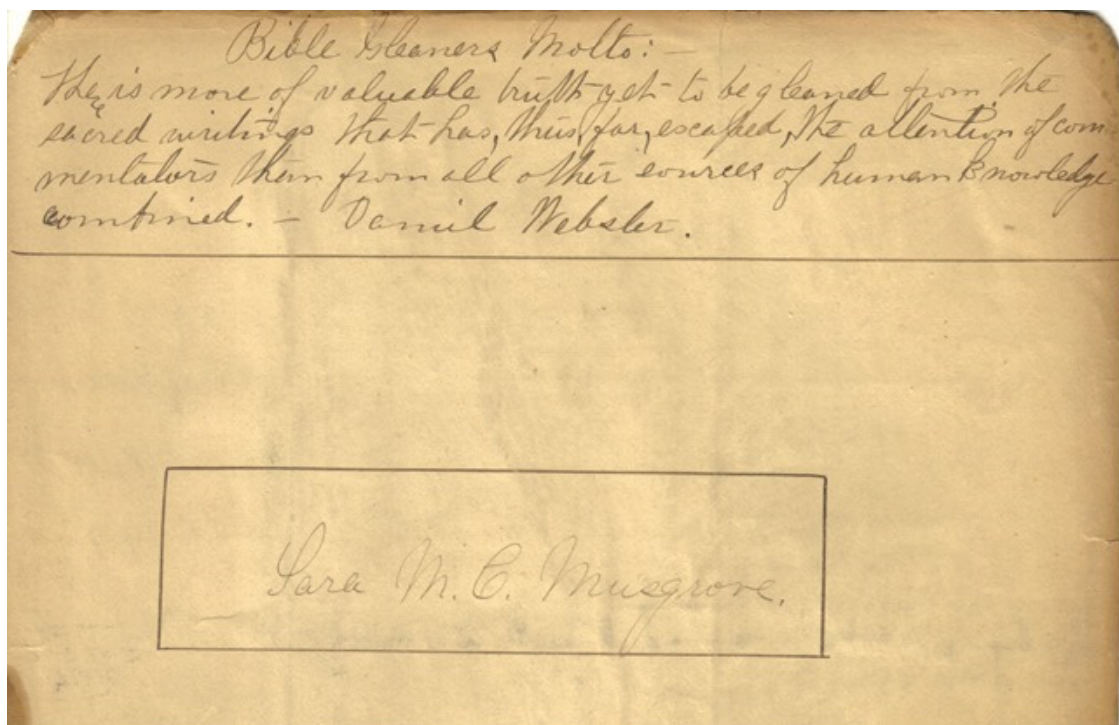 Bible Gleaners Motto: —
The is more of valuable truth yet to be gleaned from the
sacred writings that has, thus, far, escaped, the attention of com
mentators than from all other sources of human knowledge
combined. — Daniel Webster.
Sara M. C. Musgrove.